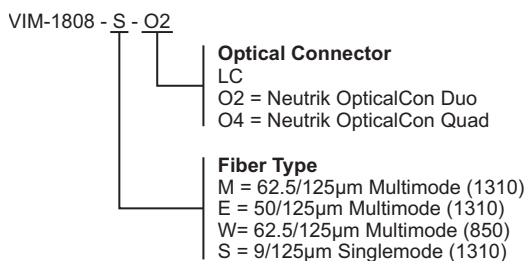 VIM-1808 - S - O2
Optical Connector
LC
O2 = Neutrik OpticalCon Duo
O4 = Neutrik OpticalCon Quad
Fiber Type
M = 62.5/125µm Multimode (1310)
E = 50/125µm Multimode (1310)
W= 62.5/125µm Multimode (850)
S = 9/125µm Singlemode (1310)